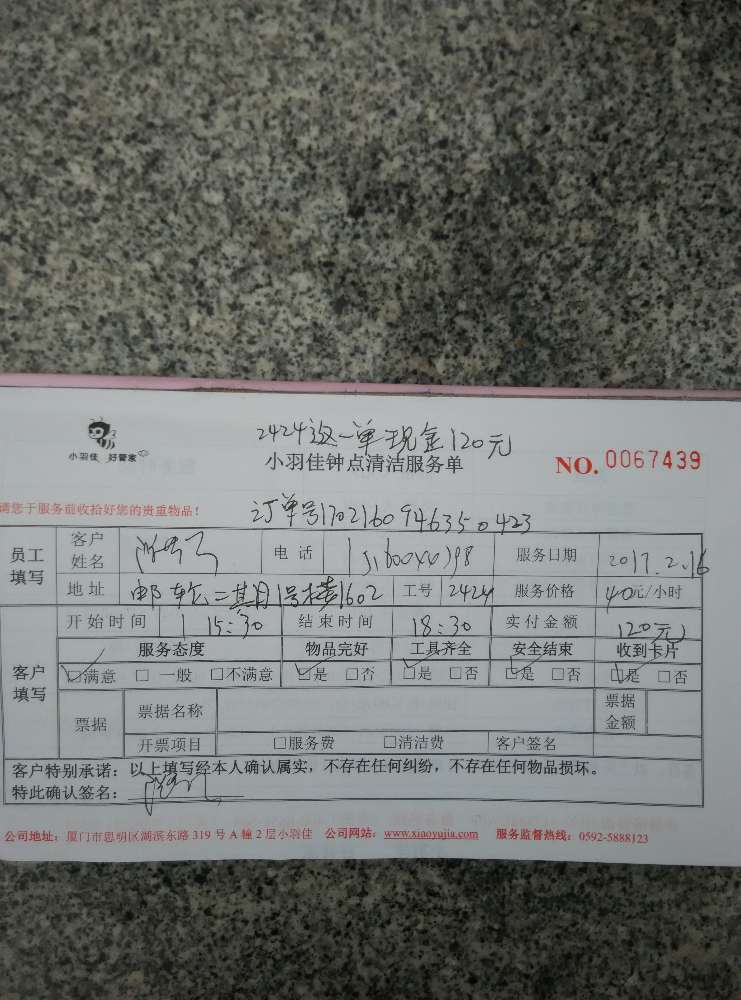 2424这一单现金120元
小羽佳 好管家
小羽佳钟点清洁服务单
NO. 0067439
请您于服务前收拾好您的贵重物品!
订单号1702160946350423
员工填写 客户姓名 电话 服务日期 2017.2.16
地址 邮轮二期1号楼1602 工号 2424 服务价格 40元/小时
客户填写 开始时间 15:30 结束时间 18:30 实付金额 120元
服务态度 物品完好 工具齐全 安全结束 收到卡片
☑满意 □一般 □不满意 ☑是 □否 ☑是 □否 ☑是 □否 ☑是 □否
票据 票据名称 票据金额
开票项目 □服务费 □清洁费 客户签名
客户特别承诺:以上填写经本人确认属实,不存在任何纠纷,不存在任何物品损坏。
特此确认签名:
公司地址:厦门市思明区湖滨东路319号A幢2层小羽佳 公司网站:www.xiaoyujia.com 服务监督热线:0592-5888123